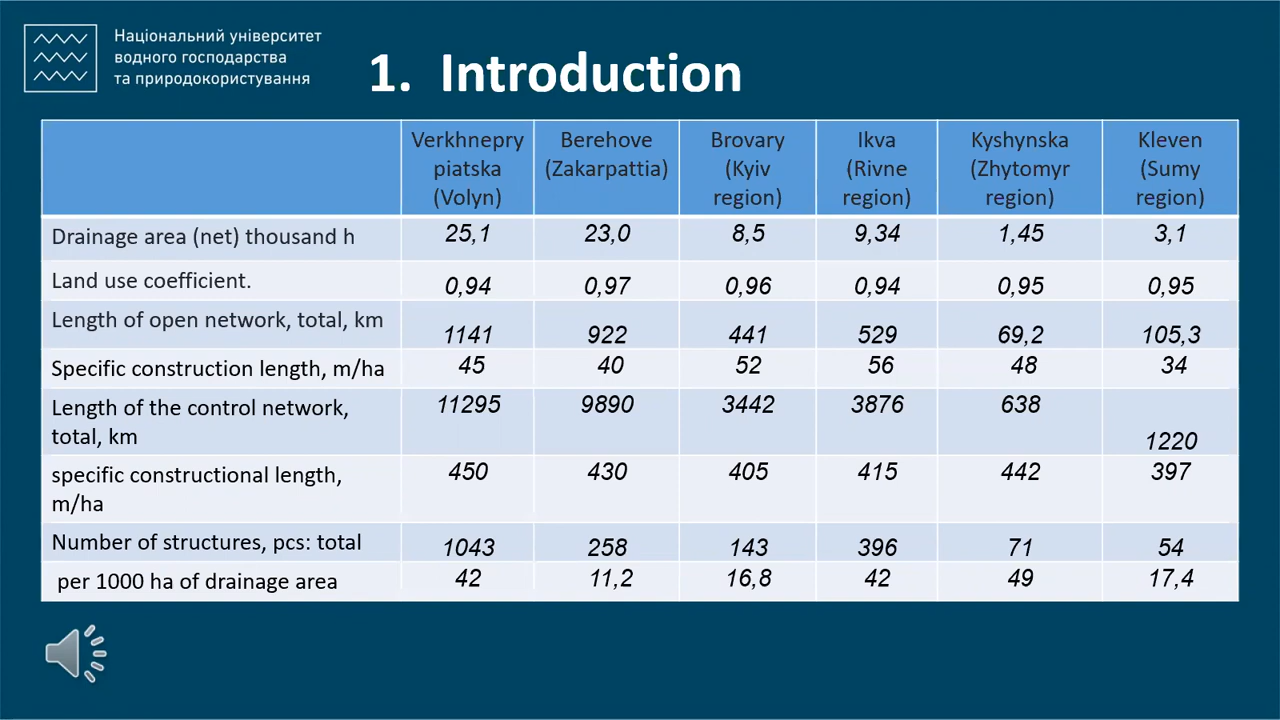 Національний університет
водного господарства
та природокористування
1. Introduction
Verkhnepry
piatska
(Volyn)
Berehove
(Zakarpattia)
Brovary
(Kyiv
region)
Ikva
(Rivne
region)
Kyshynska
(Zhytomyr
region)
Kleven
(Sumy
region)
Drainage area (net) thousand h 25,1 23,0 8,5 9,34 1,45 3,1
Land use coefficient. 0,94 0,97 0,96 0,94 0,95 0,95
Length of open network, total, km 1141 922 441 529 69,2 105,3
Specific construction length, m/ha 45 40 52 56 48 34
Length of the control network,
total, km 11295 9890 3442 3876 638 1220
specific constructional length,
m/ha 450 430 405 415 442 397
Number of structures, pcs: total 1043 258 143 396 71 54
per 1000 ha of drainage area 42 11,2 16,8 42 49 17,4